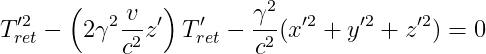 T'^2_{ret} - \left( 2\gamma^2 \frac{v}{c^2} z' \right) T'_{ret} - \frac{\gamma^2}{c^2} (x'^2 + y'^2 + z'^2) = 0